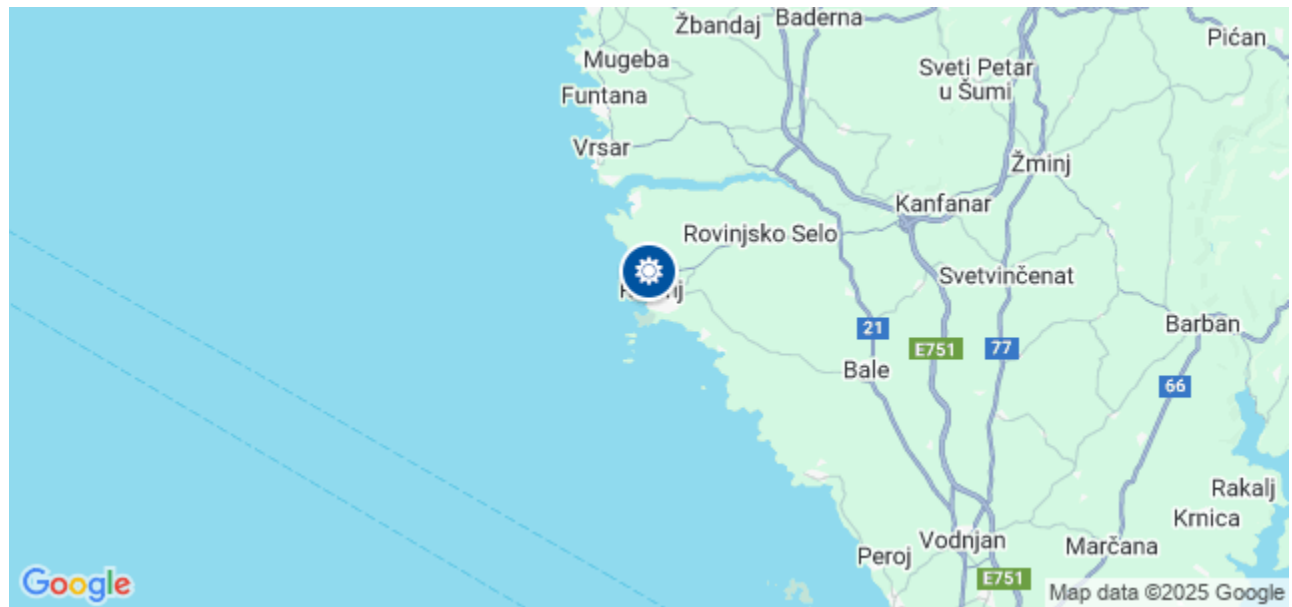 Žbandaj
Baderna
Pićan
Mugeba
Sveti Petar
u Šumi
Funtana
Vrsar
Žminj
Kanfanar
Rovinjsko Selo
Svetvinčenat
21
E751
77
Barban
Bale
66
Rakalj
Krnica
Vodnjan
Marčana
Peroj
E751
Google
Map data ©2025 Google